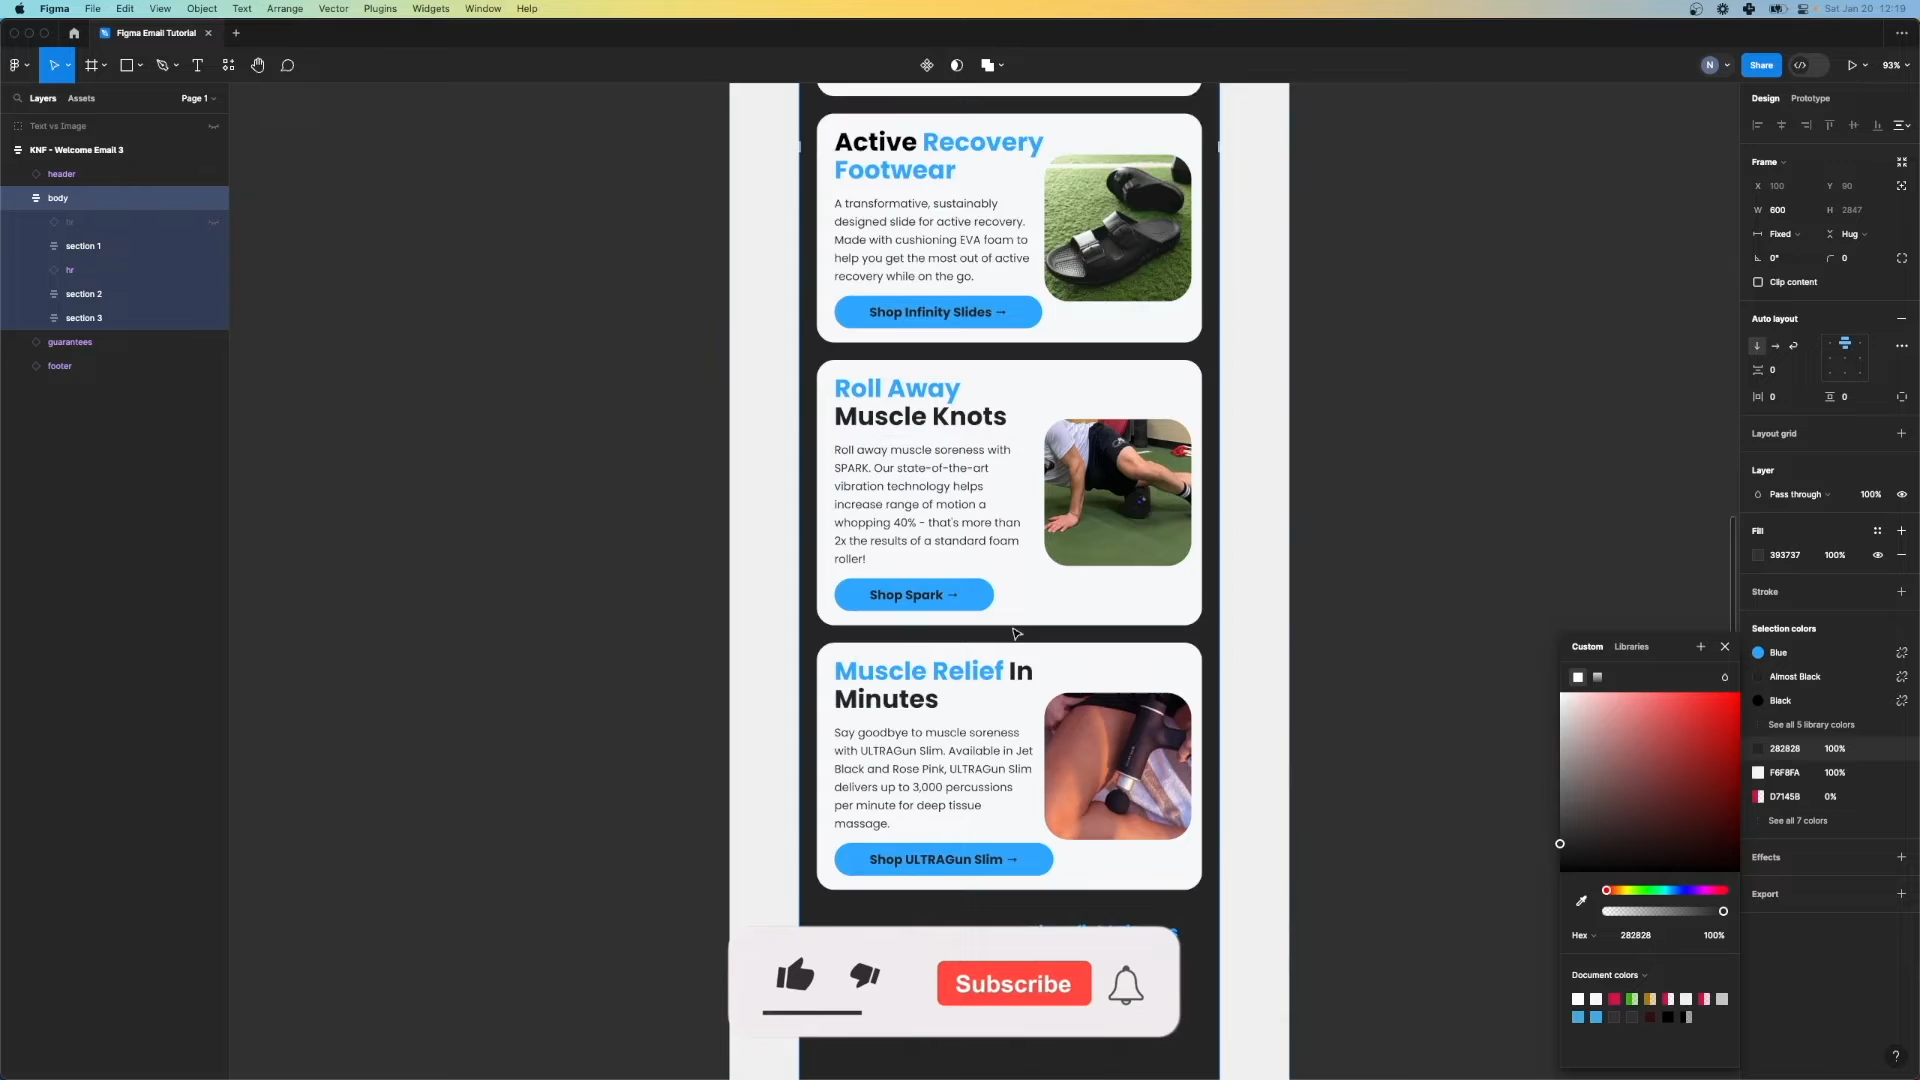 Figma File Edit View Object Text Arrange Vector Plugins Widgets Window Help
Sat Jan 20 12:19
Figma Email Tutorial
N
Share
93%
Layers Assets Page 1
Text vs Image
KNF - Welcome Email 3
header
body
hr
section 1
hr
section 2
section 3
guarantees
footer
Active Recovery
Footwear
A transformative, sustainably
designed slide for active recovery.
Made with cushioning EVA foam to
help you get the most out of active
recovery while on the go.
Shop Infinity Slides →
Roll Away
Muscle Knots
Roll away muscle soreness with
SPARK. Our state-of-the-art
vibration technology helps
increase range of motion a
whopping 40% - that's more than
2x the results of a standard foam
roller!
Shop Spark →
Muscle Relief In
Minutes
Say goodbye to muscle soreness
with ULTRAGun Slim. Available in Jet
Black and Rose Pink, ULTRAGun Slim
delivers up to 3,000 percussions
per minute for deep tissue
massage.
Shop ULTRAGun Slim →
Subscribe
Design Prototype
Frame
X 100 Y 90
W 600 H 2847
Fixed Hug
0° 0
Clip content
Auto layout
0
0 0
Layout grid
Layer
Pass through 100%
Fill
393737 100%
Stroke
Selection colors
Blue
Almost Black
Black
See all 5 library colors
282828 100%
F6F8FA 100%
D7145B 0%
See all 7 colors
Effects
Export
Custom Libraries
Hex 282828 100%
Document colors
?